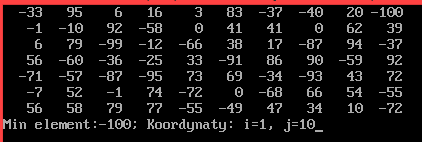 -33 95 6 16 3 83 -37 -40 20 -100
-1 -10 92 -58 0 41 41 0 62 39
6 79 -99 -12 -66 38 17 -87 94 -37
56 -60 -36 -25 33 -91 86 90 -59 92
-71 -57 -87 -95 73 69 -34 -93 43 72
-7 52 -1 74 -72 0 -68 66 54 -55
56 58 79 77 -55 -49 47 34 10 -72
Min element:-100; Koordynaty: i=1, j=10_